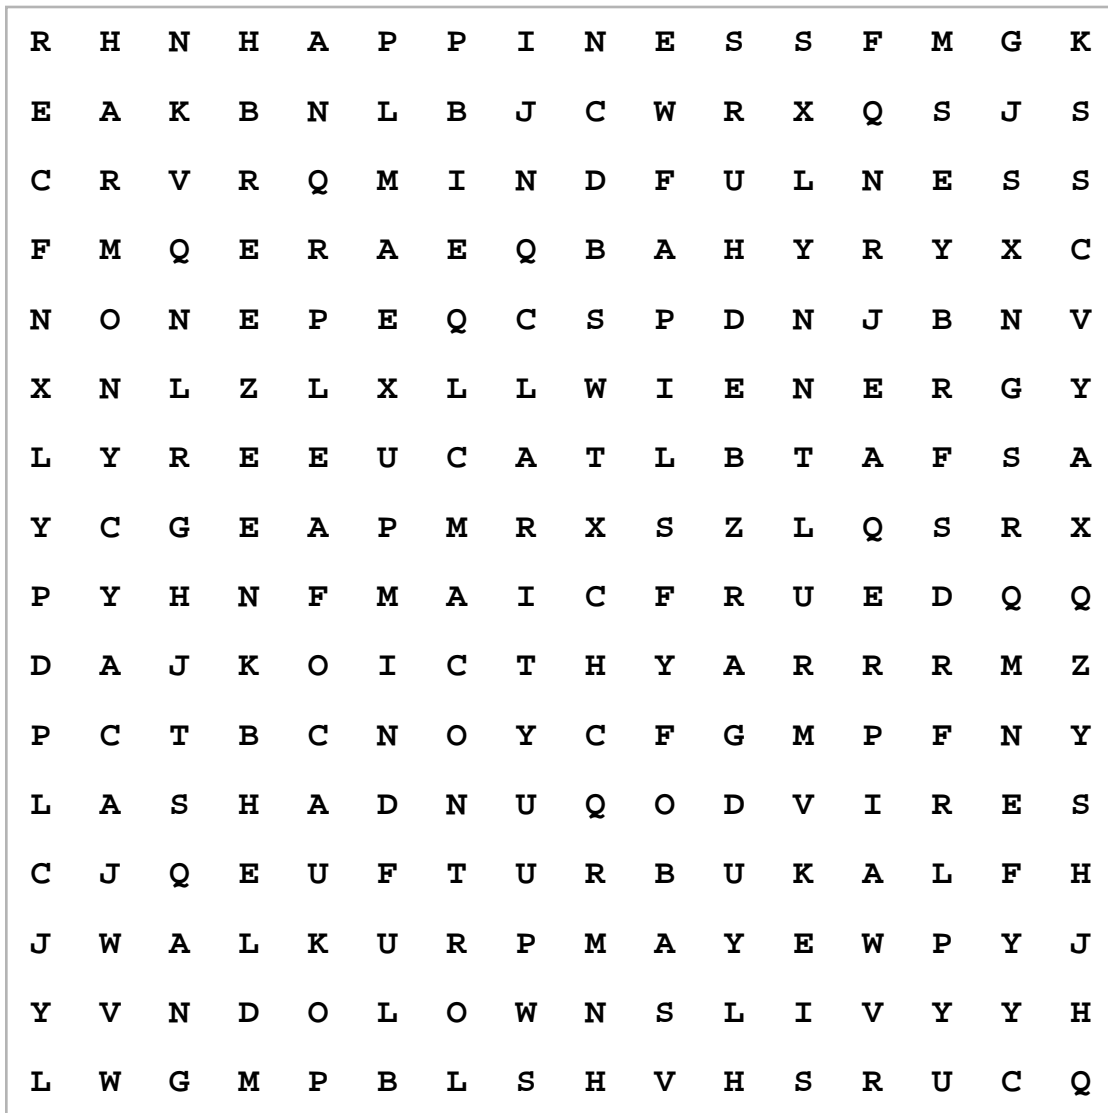 R H N H A P P I N E S S F M G K
E A K B N L B J C W R X Q S J S
C R V R Q M I N D F U L N E S S
F M Q E R A E Q B A H Y R Y X C
N O N E P E Q C S P D N J B N V
X N L Z L X L L W I E N E R G Y
L Y R E E U C A T L B T A F S A
Y C G E A P M R X S Z L Q S R X
P Y H N F M A I C F R U E D Q Q
D A J K O I C T H Y A R R R M Z
P C T B C N O Y C F G M P F N Y
L A S H A D N U Q O D V I R E S
C J Q E U F T U R B U K A L F H
J W A L K U R P M A Y E W P Y J
Y V N D O L O W N S L I V Y Y H
L W G M P B L S H V H S R U C Q